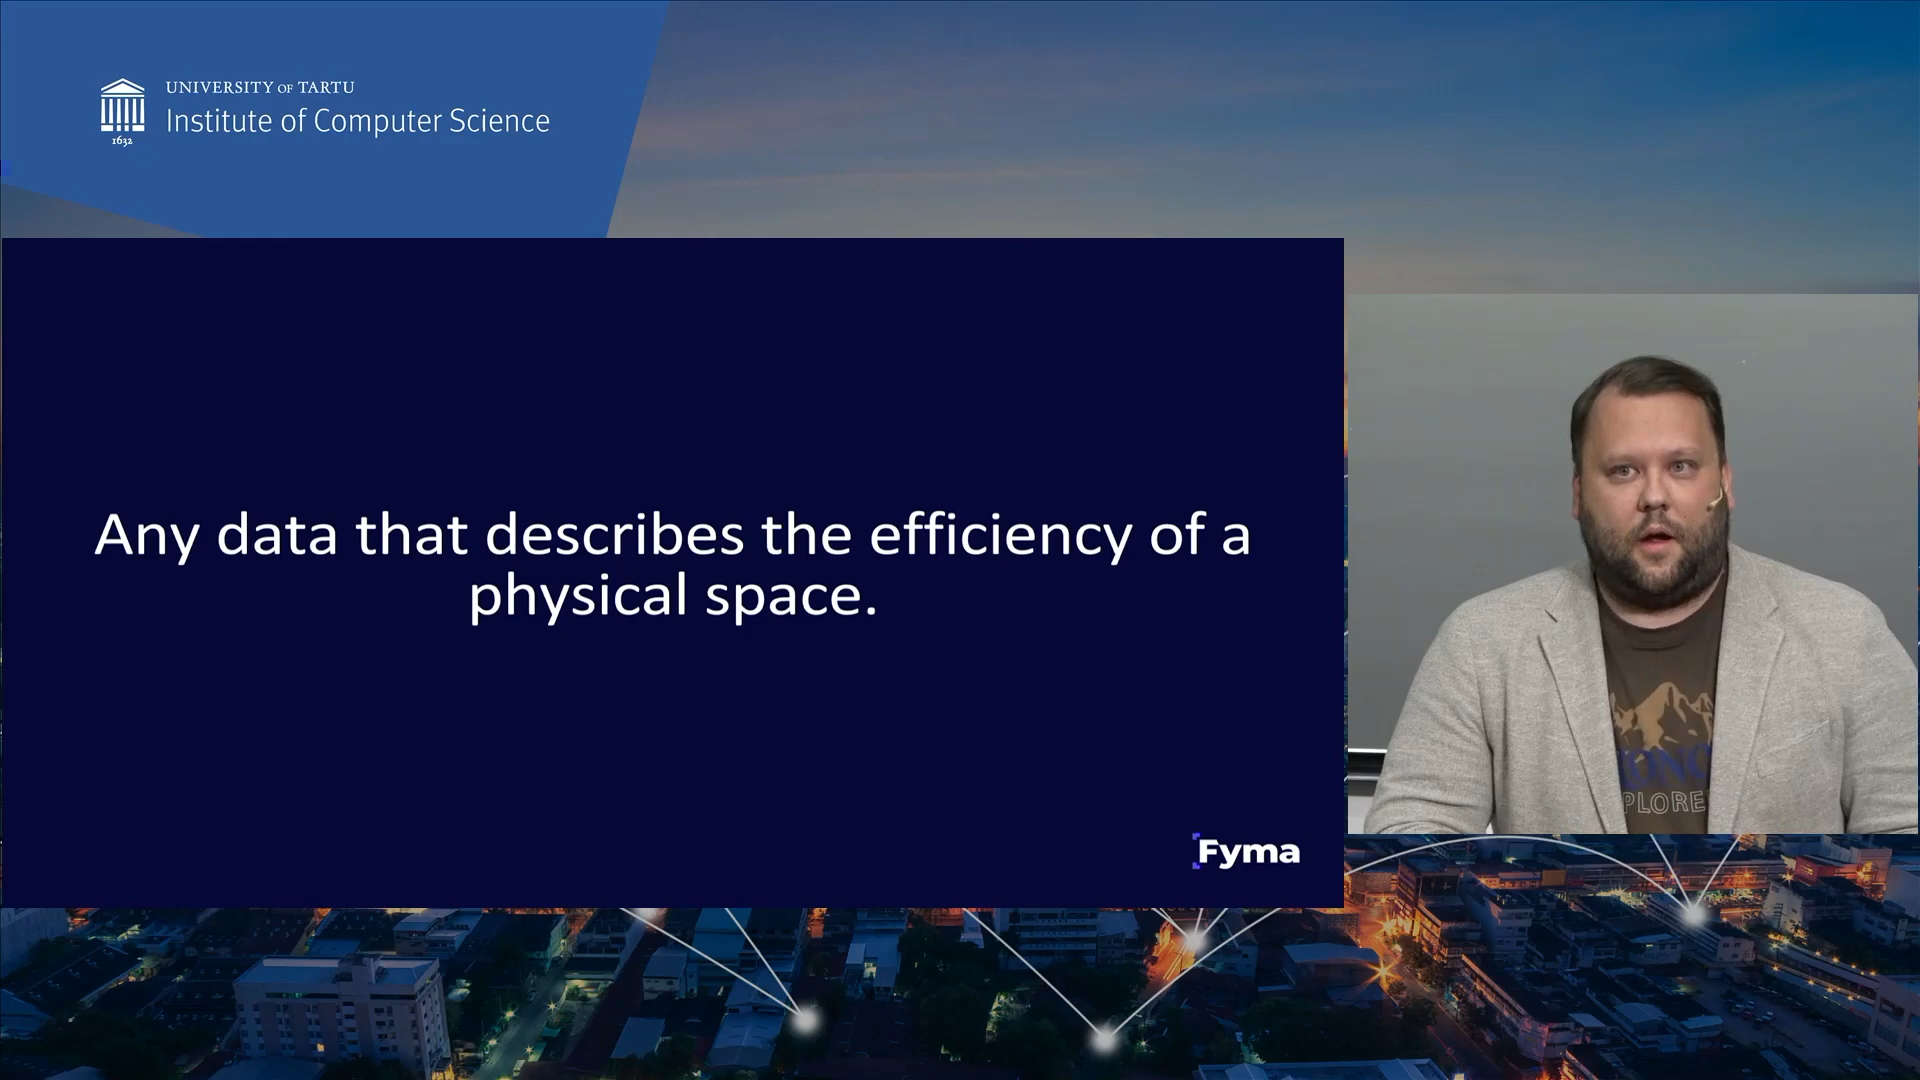 UNIVERSITY OF TARTU
Institute of Computer Science
1632
Any data that describes the efficiency of a
physical space.
Fyma
PLORE